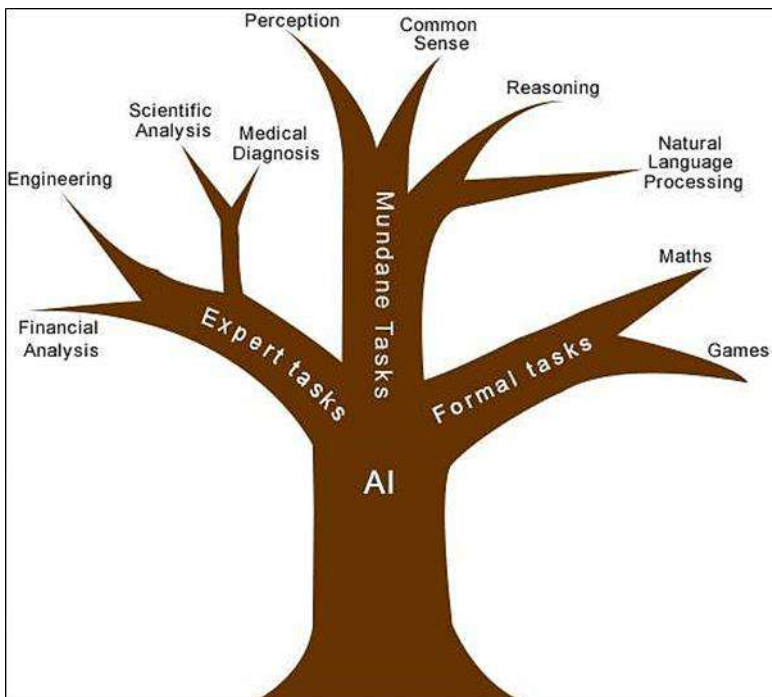 Perception
Common
Sense
Reasoning
Scientific
Analysis
Medical
Diagnosis
Natural
Language
Processing
Engineering
Maths
Financial
Analysis
Games
Expert tasks
Mundane Tasks
Formal tasks
AI